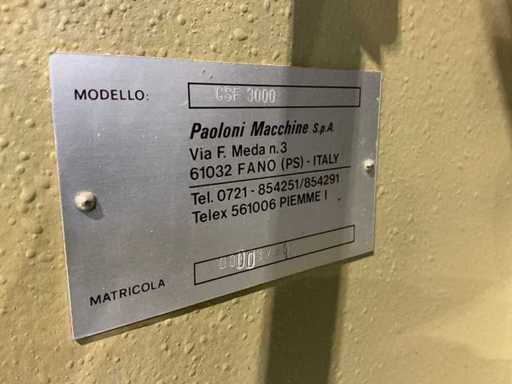 MODELLO: GSF 3000
Paoloni Macchine S.p.A.
Via F. Meda n. 3
61032 FANO (PS) - ITALY
Tel. 0721 - 854251/854291
Telex 561006 PIEMME I
MATRICOLA